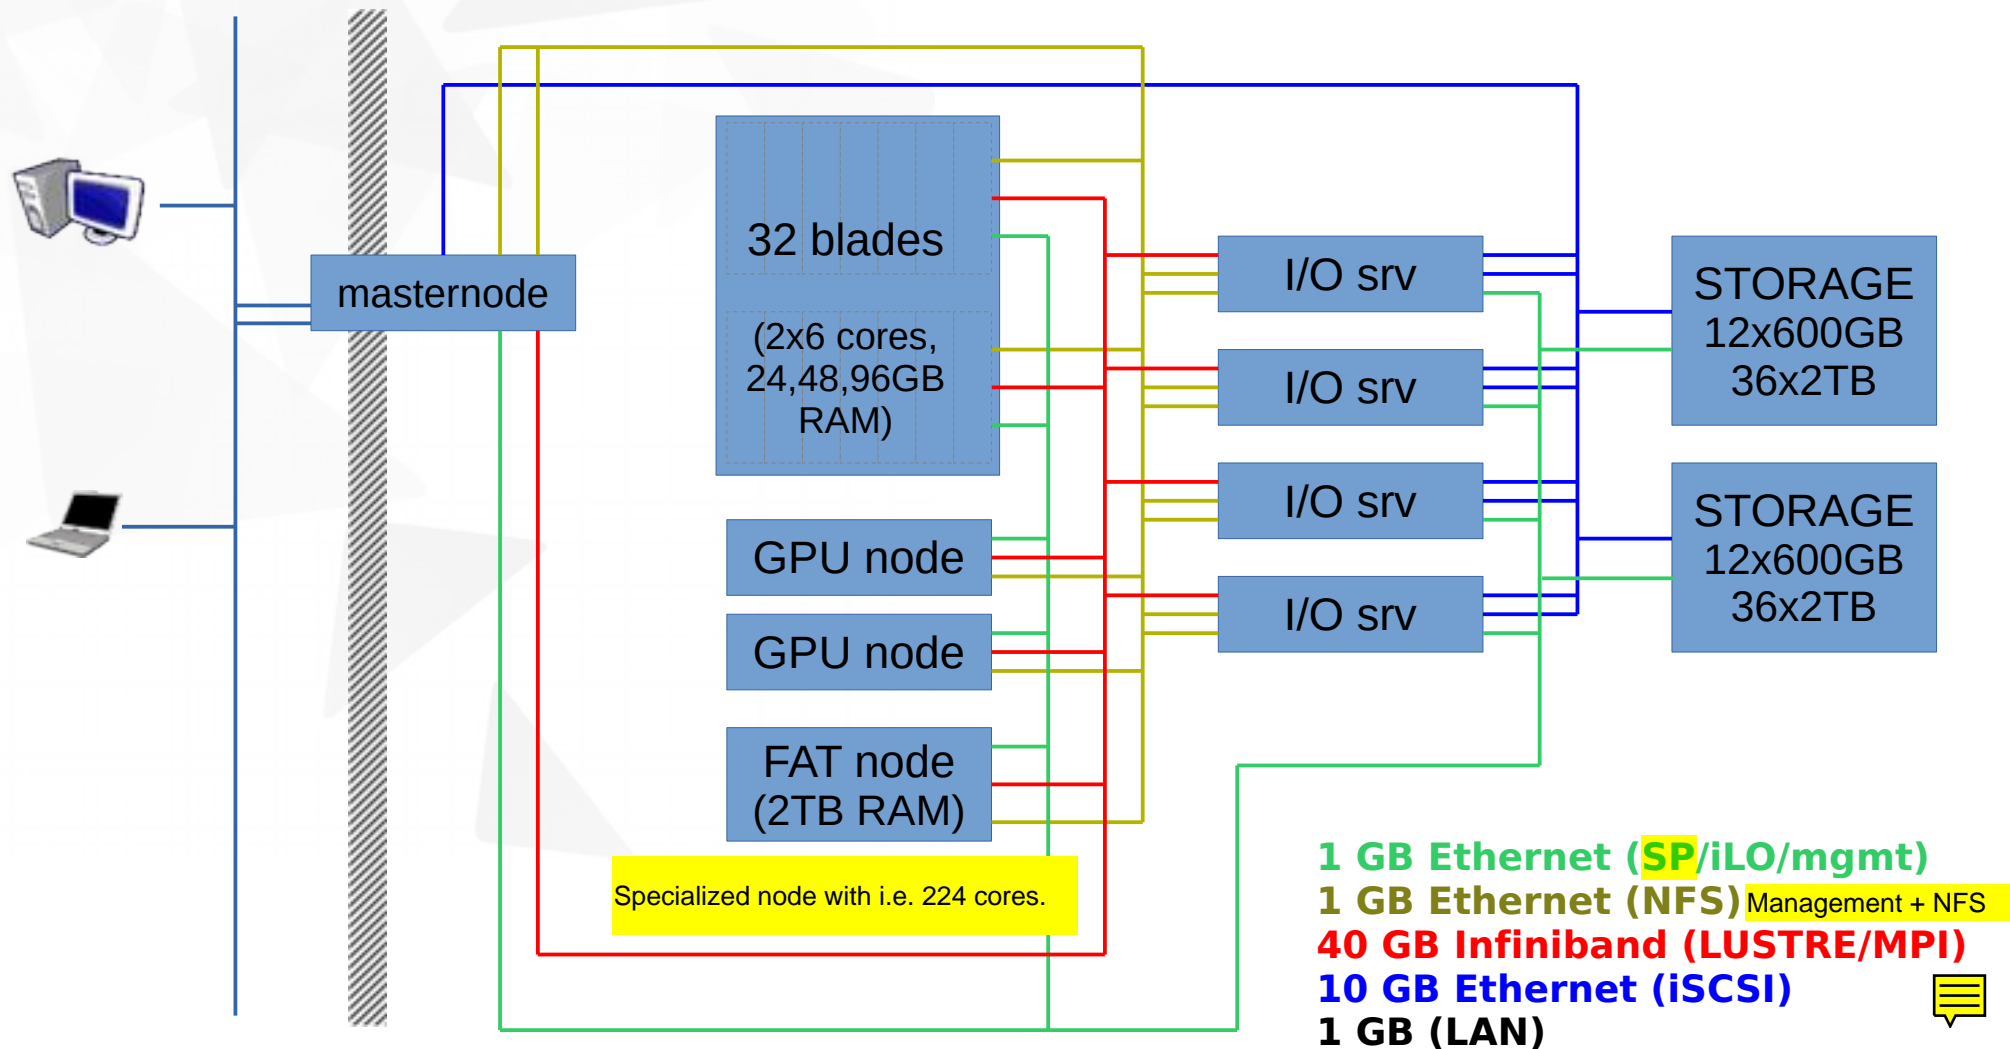 masternode
32 blades
(2x6 cores,
24,48,96GB
RAM)
GPU node
GPU node
FAT node
(2TB RAM)
Specialized node with i.e. 224 cores.
I/O srv
I/O srv
I/O srv
I/O srv
STORAGE
12x600GB
36x2TB
STORAGE
12x600GB
36x2TB
1 GB Ethernet (SP/iLO/mgmt)
1 GB Ethernet (NFS) Management + NFS
40 GB Infiniband (LUSTRE/MPI)
10 GB Ethernet (iSCSI)
1 GB (LAN)